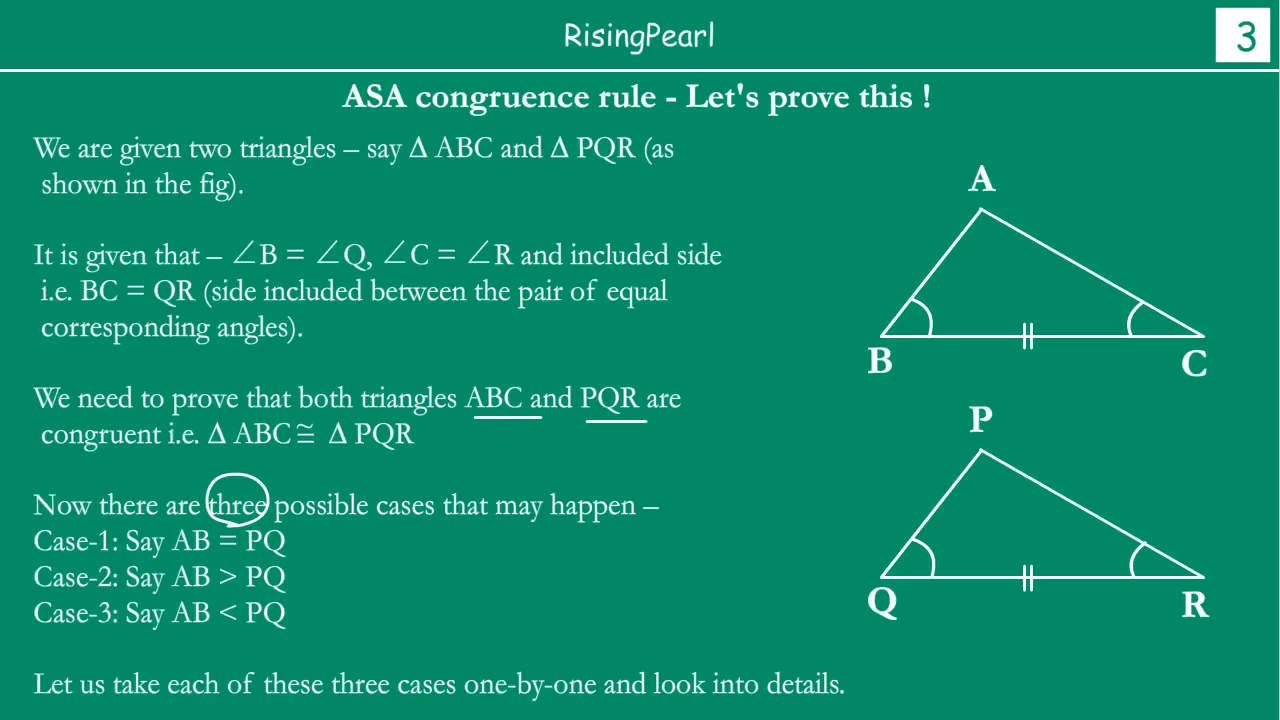 RisingPearl
3
ASA congruence rule - Let's prove this !
We are given two triangles – say Δ ABC and Δ PQR (as
shown in the fig).
It is given that – ∠B = ∠Q, ∠C = ∠R and included side
i.e. BC = QR (side included between the pair of equal
corresponding angles).
We need to prove that both triangles ABC and PQR are
congruent i.e. Δ ABC ≅ Δ PQR
Now there are three possible cases that may happen –
Case-1: Say AB = PQ
Case-2: Say AB > PQ
Case-3: Say AB < PQ
Let us take each of these three cases one-by-one and look into details.
A
B
C
P
Q
R